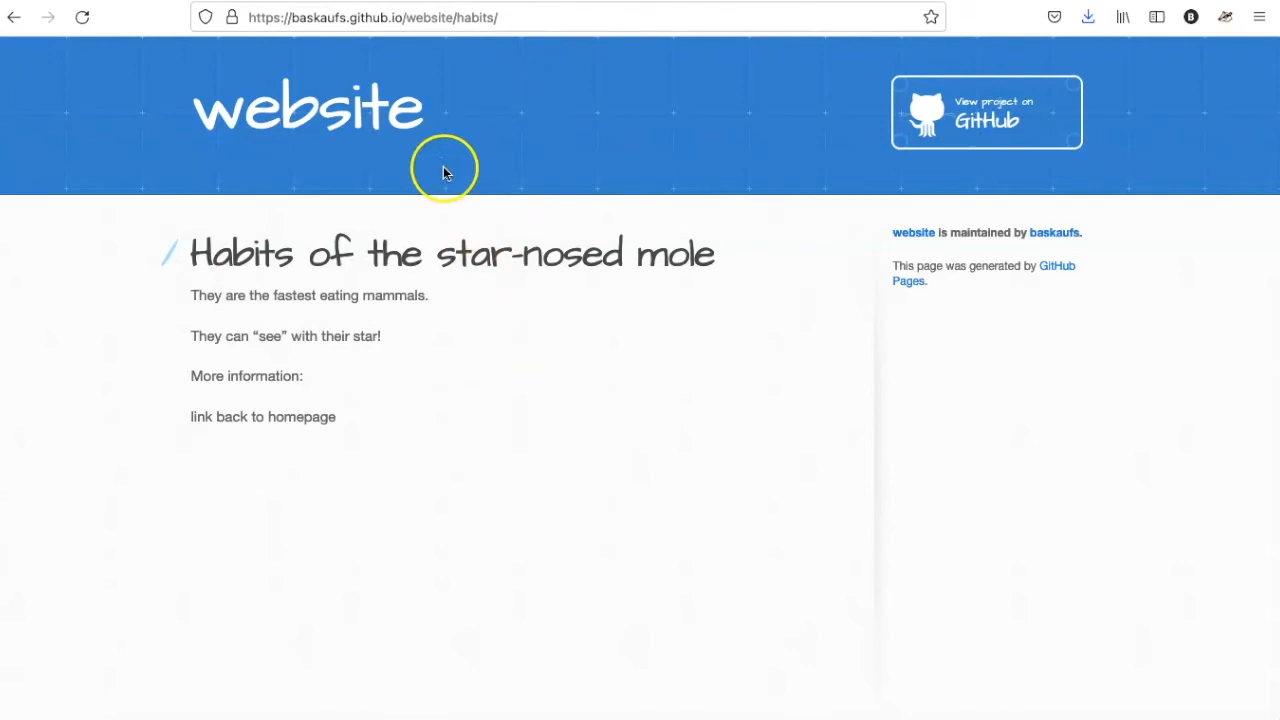 https://baskaufs.github.io/website/habits/
B
website
View project on
GitHub
Habits of the star-nosed mole
They are the fastest eating mammals.
They can “see” with their star!
More information:
link back to homepage
website is maintained by baskaufs.
This page was generated by GitHub
Pages.